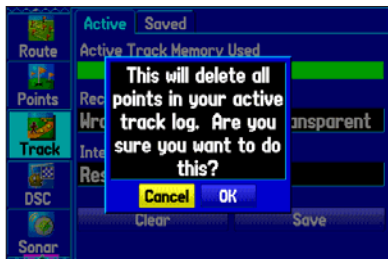 Active Saved
Route
Active Track Memory Used
Points
This will delete all
points in your active
track log. Are you
sure you want to do
this?
Track
ansparent
DSC
Cancel OK
Clear Save
Sonar